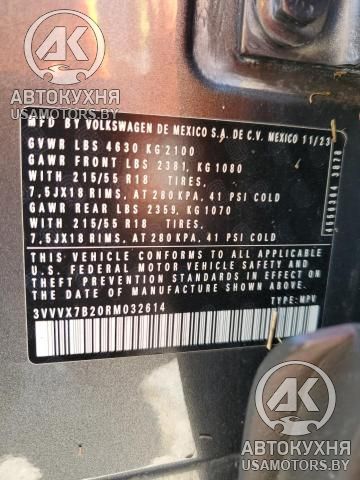 АК
АВТОКУХНЯ
USAMOTORS.BY
MFD BY VOLKSWAGEN DE MEXICO S.A. DE C.V. MEXICO 11/23
GVWR LBS 4630 KG 2100
GAWR FRONT LBS 2381, KG 1080
WITH 215/55 R18 TIRES,
7,5JX18 RIMS, AT 280 KPA, 41 PSI COLD
GAWR REAR LBS 2359, KG 1070
WITH 215/55 R18 TIRES,
7,5JX18 RIMS, AT 280 KPA, 41 PSI COLD
THIS VEHICLE CONFORMS TO ALL APPLICABLE
U.S. FEDERAL MOTOR VEHICLE SAFETY AND
THEFT PREVENTION STANDARDS IN EFFECT ON
THE DATE OF MANUFACTURE SHOWN ABOVE
3VVVX7B20RM032614 TYPE: MPV
АК
АВТОКУХНЯ
USAMOTORS.BY